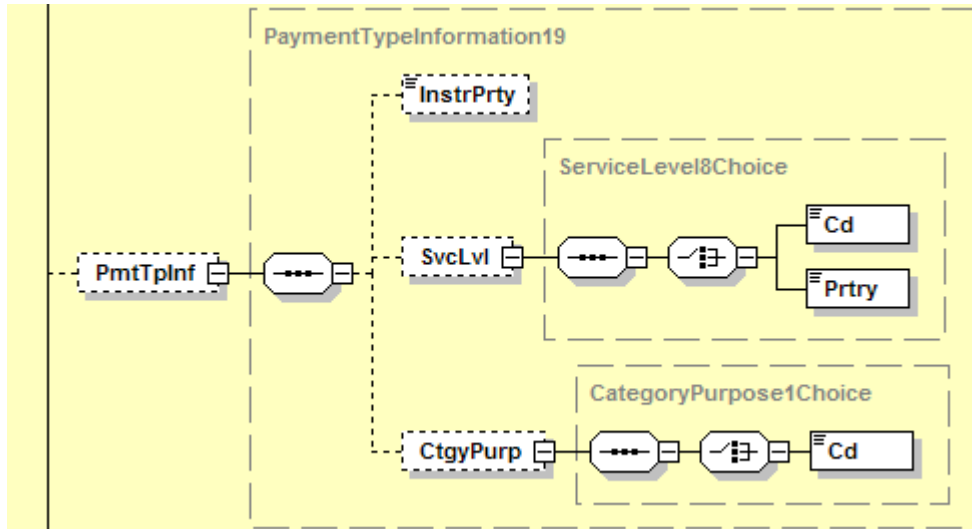 PaymentTypeInformation19
InstrPrty
ServiceLevel8Choice
Cd
PmtTpInf
SvcLvl
Prtry
CategoryPurpose1Choice
CtgyPurp
Cd